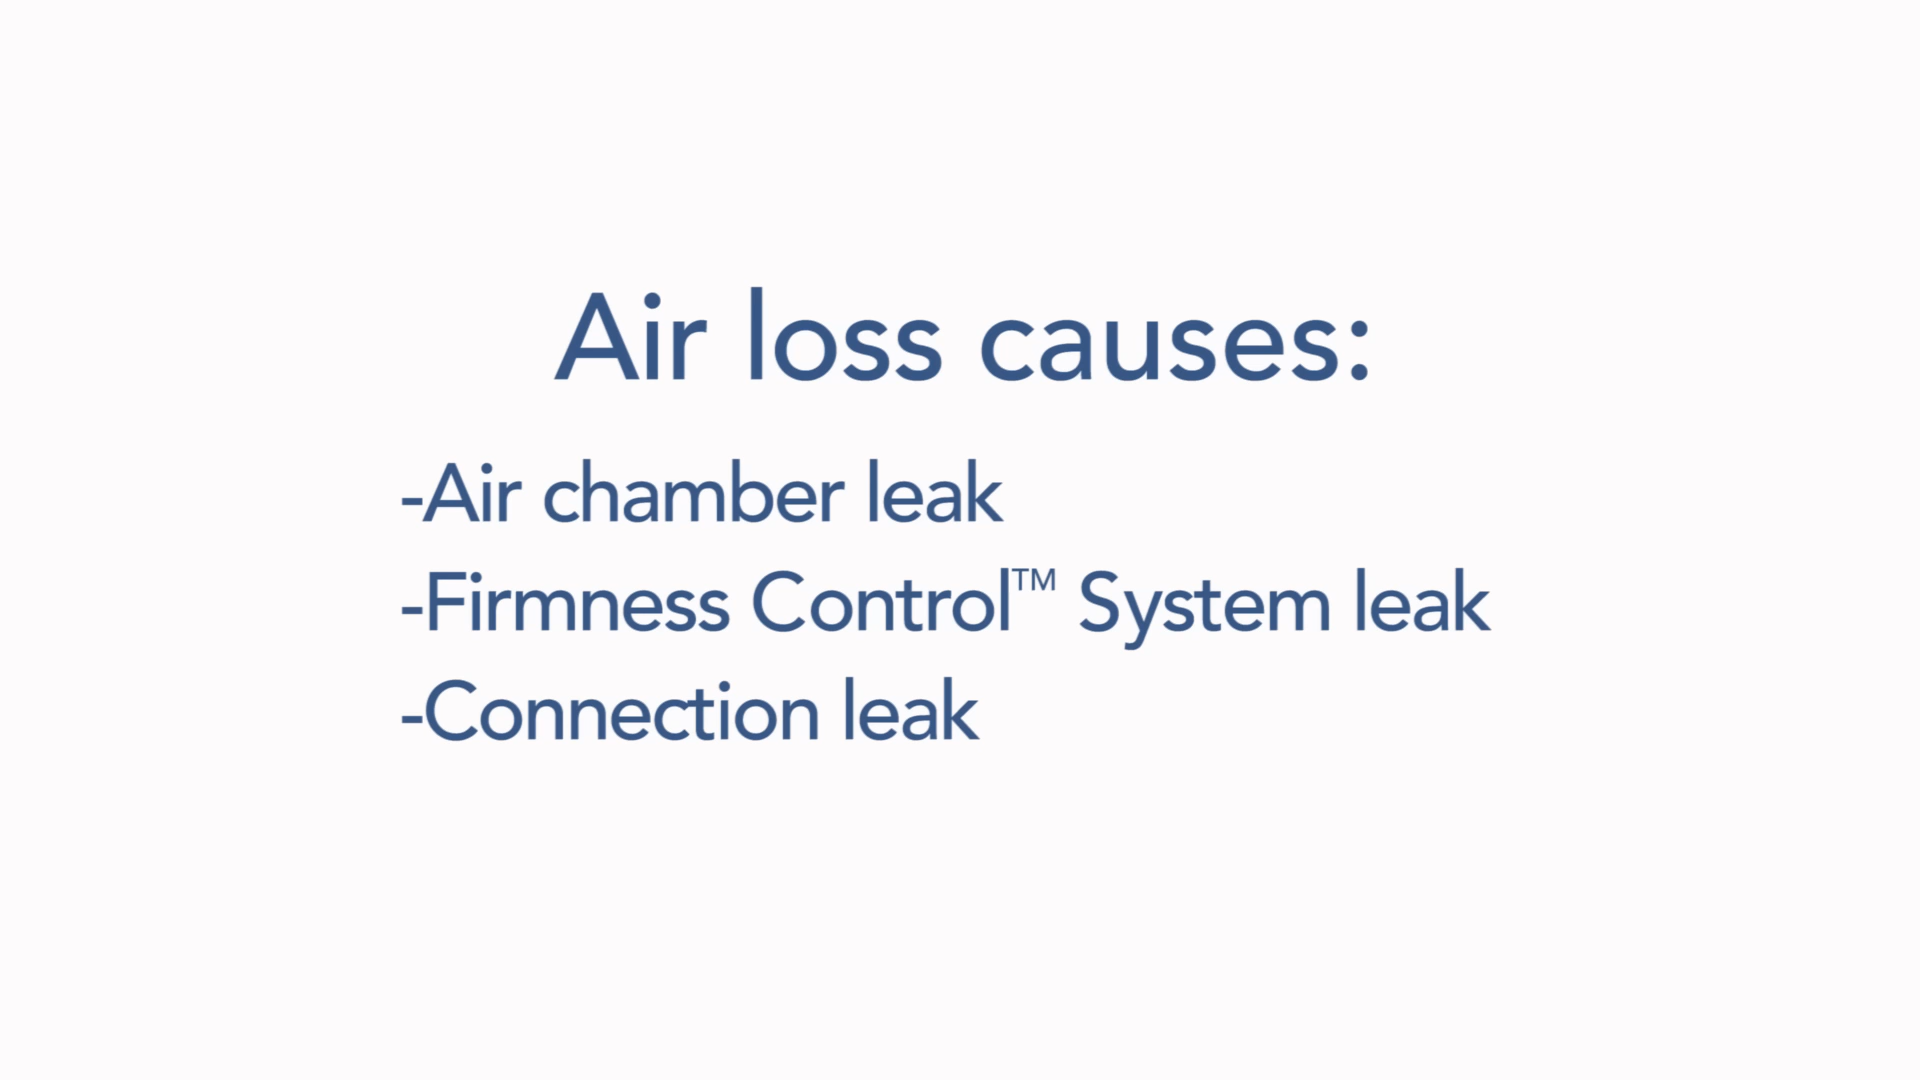 Air loss causes:
-Air chamber leak
-Firmness Control™ System leak
-Connection leak